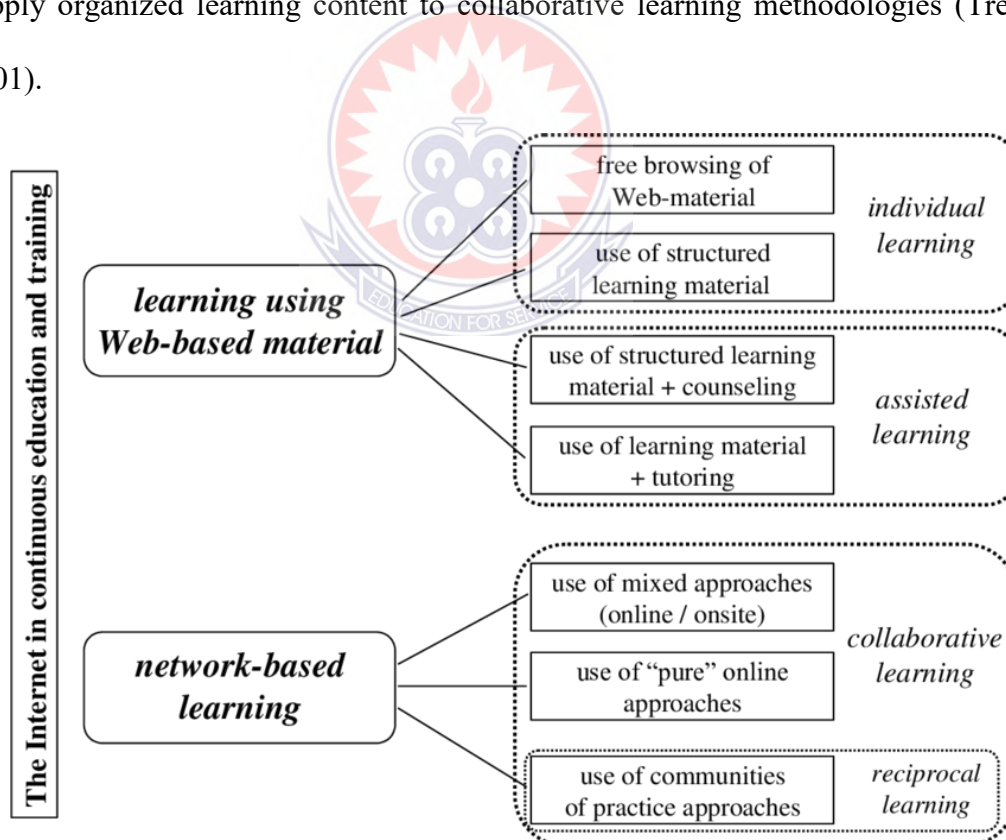 pply organized learning content to collaborative learning methodologies (Tre
01).
The Internet in continuous education and training
learning using
Web-based material
free browsing of
Web-material
use of structured
learning material
individual
learning
use of structured learning
material + counseling
use of learning material
+ tutoring
assisted
learning
network-based
learning
use of mixed approaches
(online / onsite)
use of “pure” online
approaches
collaborative
learning
use of communities
of practice approaches
reciprocal
learning
EDUCATION FOR SERVICE